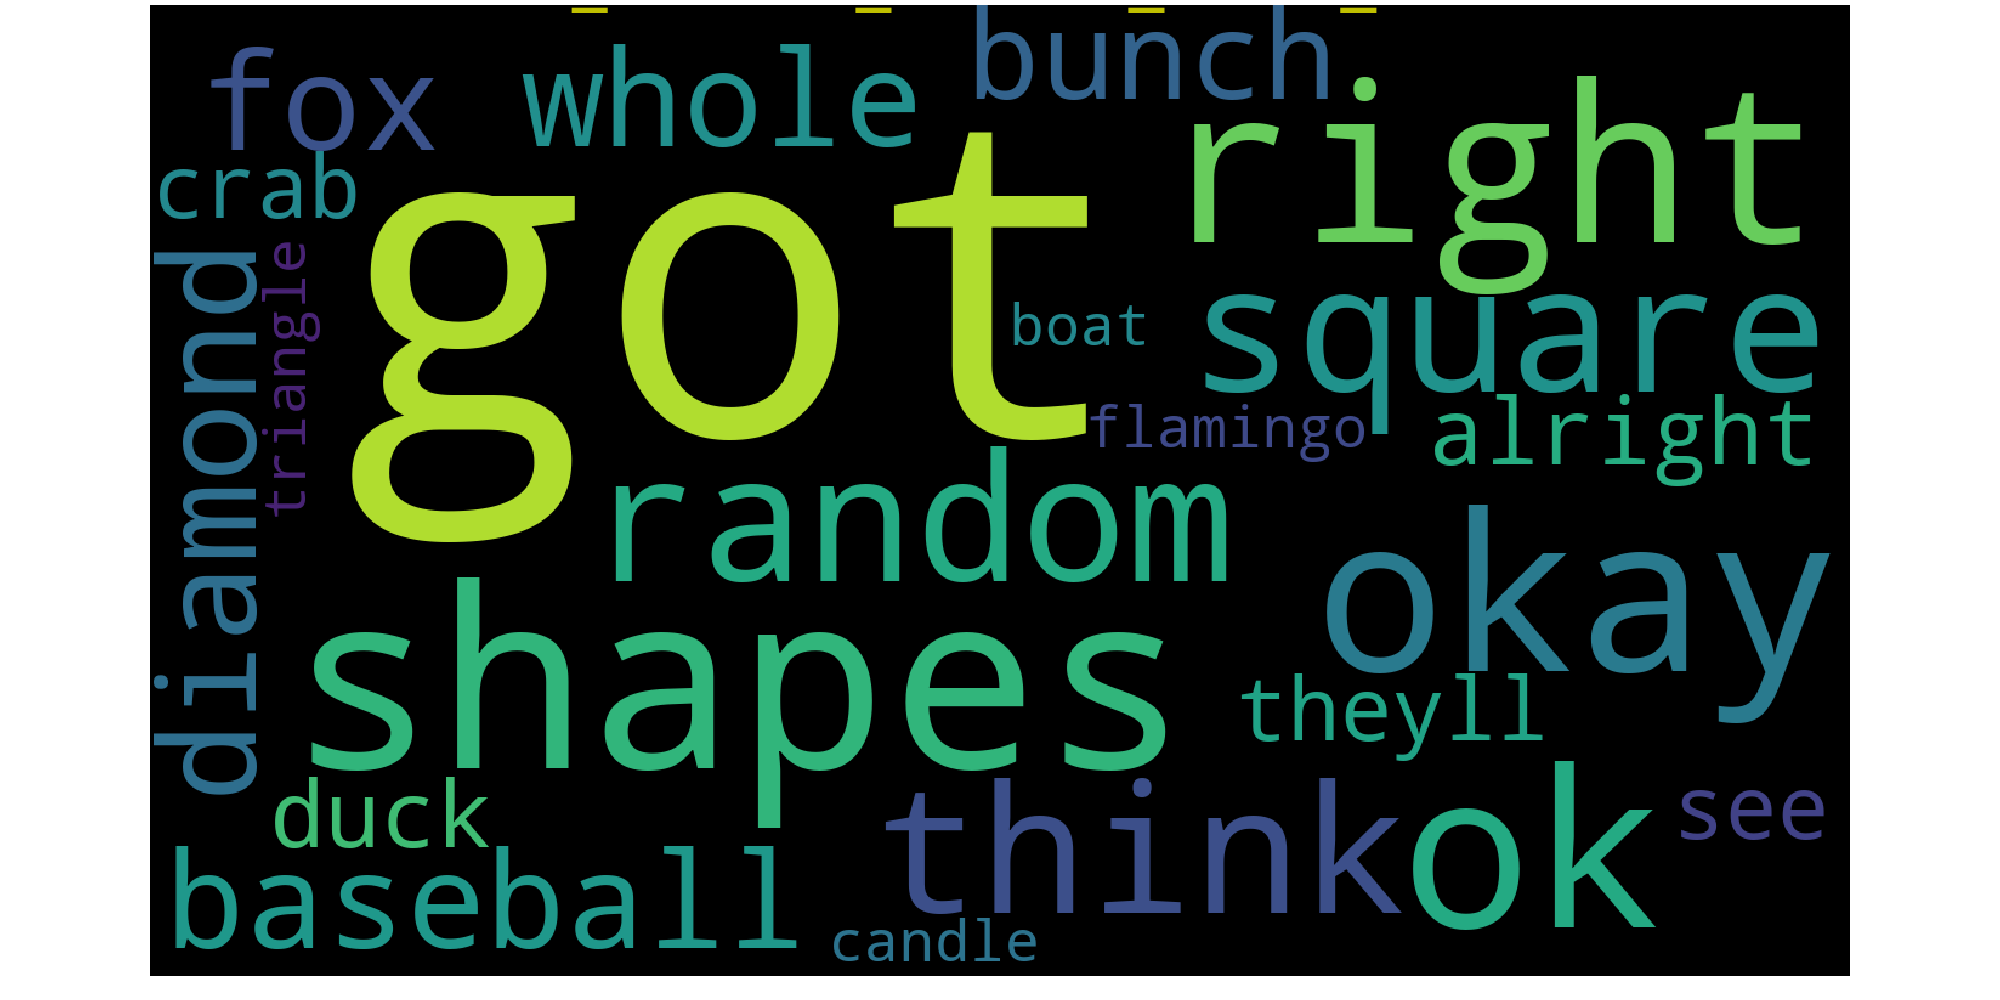 fox
whole
bunch
right
crab
got
diamond
triangle
boat
square
flamingo
alright
random
okay
shapes
theyll
duck
think
ok
see
baseball
candle